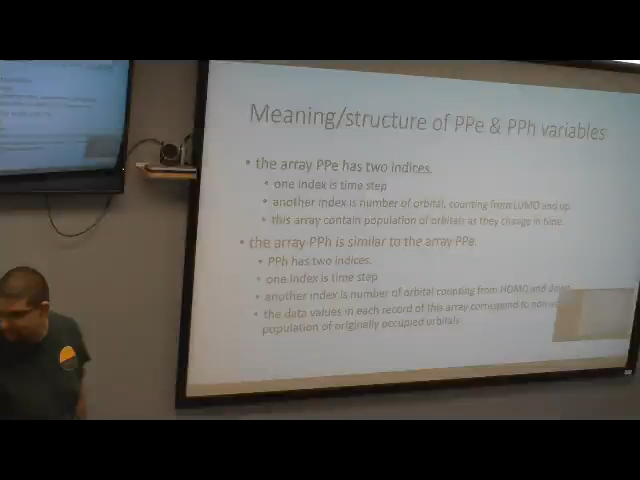 Meaning/structure of PPe & PPh variables
• the array PPe has two indices.
• one index is time step
• another index is number of orbital, counting from LUMO and up.
• this array contain population of orbitals as they change in time.
• the array PPh is similar to the array PPe.
• PPh has two indices.
• one index is time step
• another index is number of orbital counting from HOMO and down
• the data values in each record of this array correspond to non
population of originally occupied orbitals